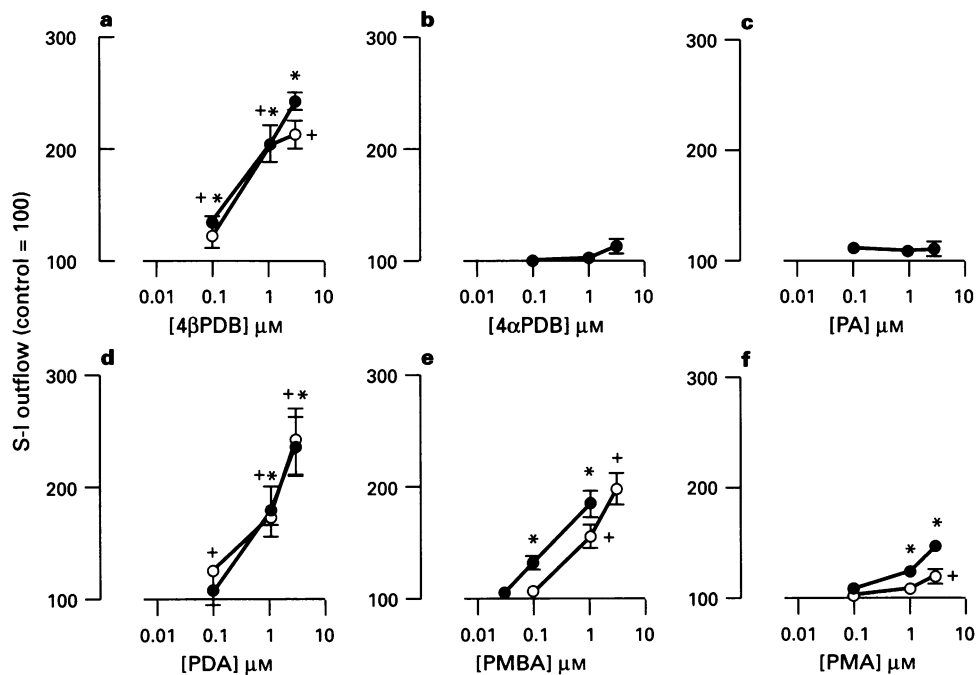 S-I outflow (control = 100)
a
300
200
100
+ *
+ *
*
+
0.01 0.1 1 10
[4βPDB] μM
b
300
200
100
0.01 0.1 1 10
[4αPDB] μM
c
300
200
100
0.01 0.1 1 10
[PA] μM
d
300
200
100
+
+ *
+ *
0.01 0.1 1 10
[PDA] μM
e
300
200
100
*
*
+
+
0.01 0.1 1 10
[PMBA] μM
f
300
200
100
*
*
+
0.01 0.1 1 10
[PMA] μM